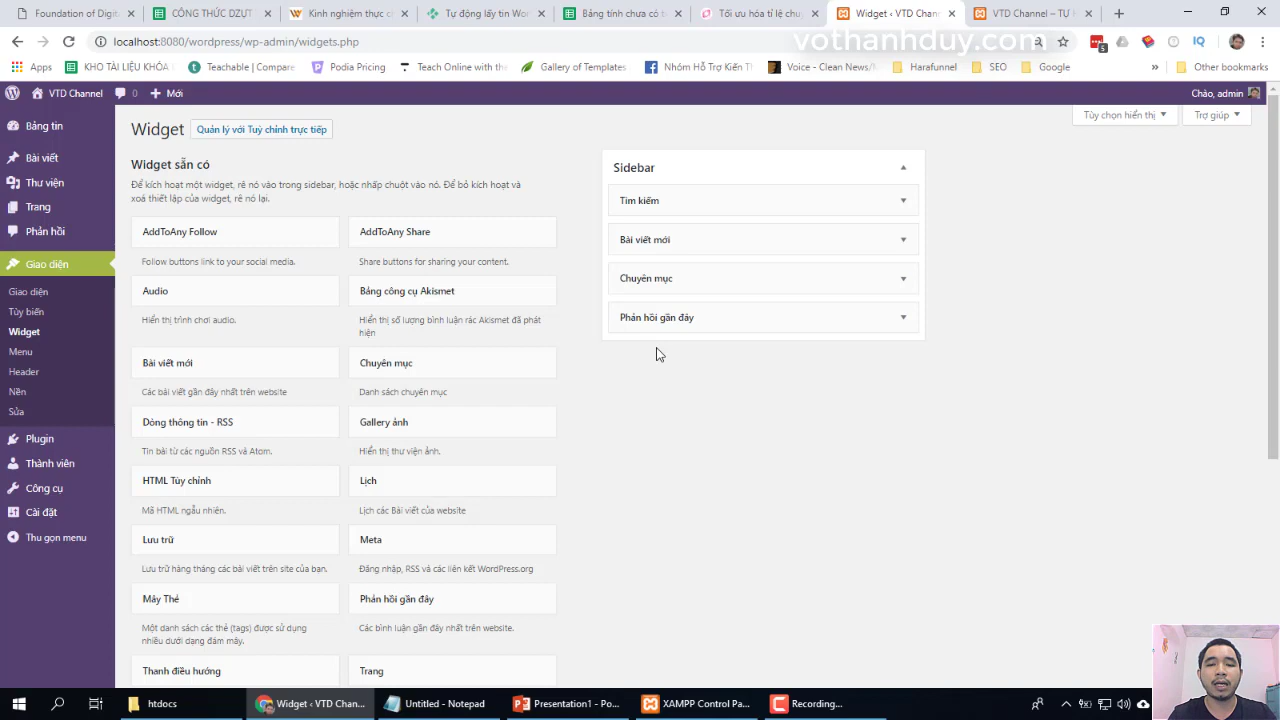 Foundation of Digital
CÔNG THỨC DỰT
Kinh nghiệm thực c
Tự động lấy tin Wor
Bảng tính chưa có t
Tối ưu hóa tỉ lệ chuy
Widget ‹ VTD Chan
VTD Channel – TỰ H
localhost:8080/wordpress/wp-admin/widgets.php
vothanhduy.com
Apps
KHO TÀI LIỆU KHÓA
Teachable | Compare
Podia Pricing
Teach Online with the
Gallery of Templates
Nhóm Hỗ Trợ Kiến T
Voice - Clean News/
Harafunnel
SEO
Google
»
Other bookmarks
VTD Channel
0
Mới
Chào, admin
Bảng tin
Bài viết
Thư viện
Trang
Phản hồi
Giao diện
Giao diện
Tùy biến
Widget
Menu
Header
Nền
Sửa
Plugin
Thành viên
Công cụ
Cài đặt
Thu gọn menu
Tùy chọn hiển thị
Trợ giúp
Widget
Quản lý với Tuỳ chỉnh trực tiếp
Widget sẵn có
Để kích hoạt một widget, rê nó vào trong sidebar, hoặc nhấp chuột vào nó. Để bỏ kích hoạt và
xoá thiết lập của widget, rê nó lại.
AddToAny Follow
AddToAny Share
Follow buttons link to your social media.
Share buttons for sharing your content.
Audio
Bảng công cụ Akismet
Hiển thị trình chơi audio.
Hiển thị số lượng bình luận rác Akismet đã phát
hiện
Bài viết mới
Chuyên mục
Các bài viết gần đây nhất trên website
Danh sách chuyên mục
Dòng thông tin - RSS
Gallery ảnh
Tin bài từ các nguồn RSS và Atom.
Hiển thị thư viện ảnh.
HTML Tùy chỉnh
Lịch
Mã HTML ngẫu nhiên.
Lịch các Bài viết của website
Lưu trữ
Meta
Lưu trữ hàng tháng các bài viết trên site của bạn.
Đăng nhập, RSS và các liên kết WordPress.org
Mây Thẻ
Phản hồi gần đây
Một danh sách các thẻ (tags) được sử dụng
nhiều dưới dạng đám mây.
Các bình luận gần đây nhất trên website.
Thanh điều hướng
Trang
Sidebar
Tìm kiếm
Bài viết mới
Chuyên mục
Phản hồi gần đây
htdocs
Widget ‹ VTD Chan...
Untitled - Notepad
Presentation1 - Po...
XAMPP Control Pa...
Recording...